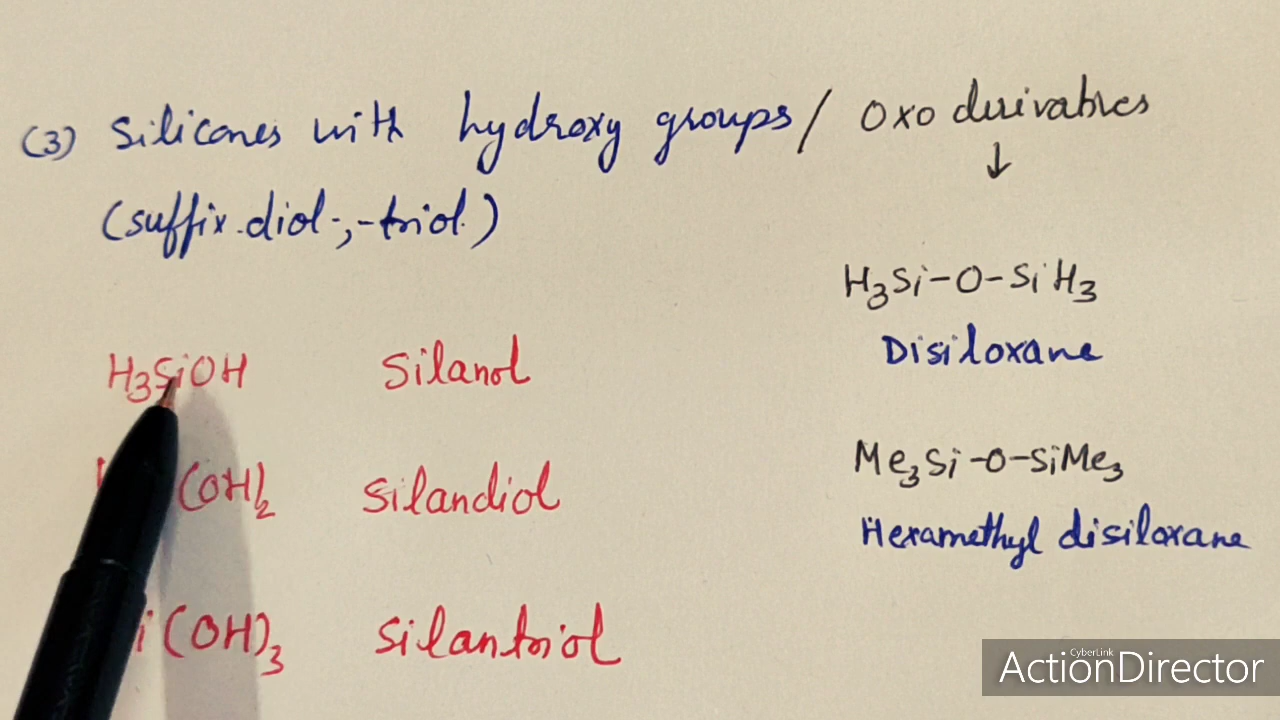 (3) Silicones with hydroxy groups / Oxo derivatives
↓
(suffix.diol-,-triol.)
H3Si-O-SiH3
Disiloxane
H3SiOH Silanol
Me3Si-O-SiMe3
(OH)2 Silandiol
Hexamethyl disiloxane
i(OH)3 silantriol
CyberLink
ActionDirector